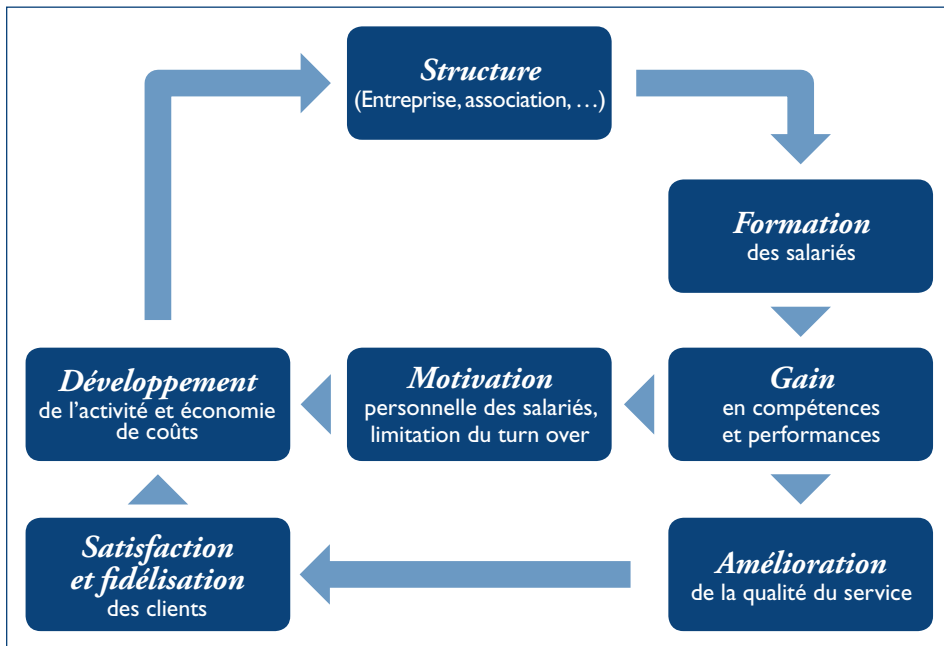 Structure
(Entreprise, association, …)
Formation
des salariés
Développement
de l'activité et économie
de coûts
Motivation
personnelle des salariés,
limitation du turn over
Gain
en compétences
et performances
Satisfaction
et fidélisation
des clients
Amélioration
de la qualité du service